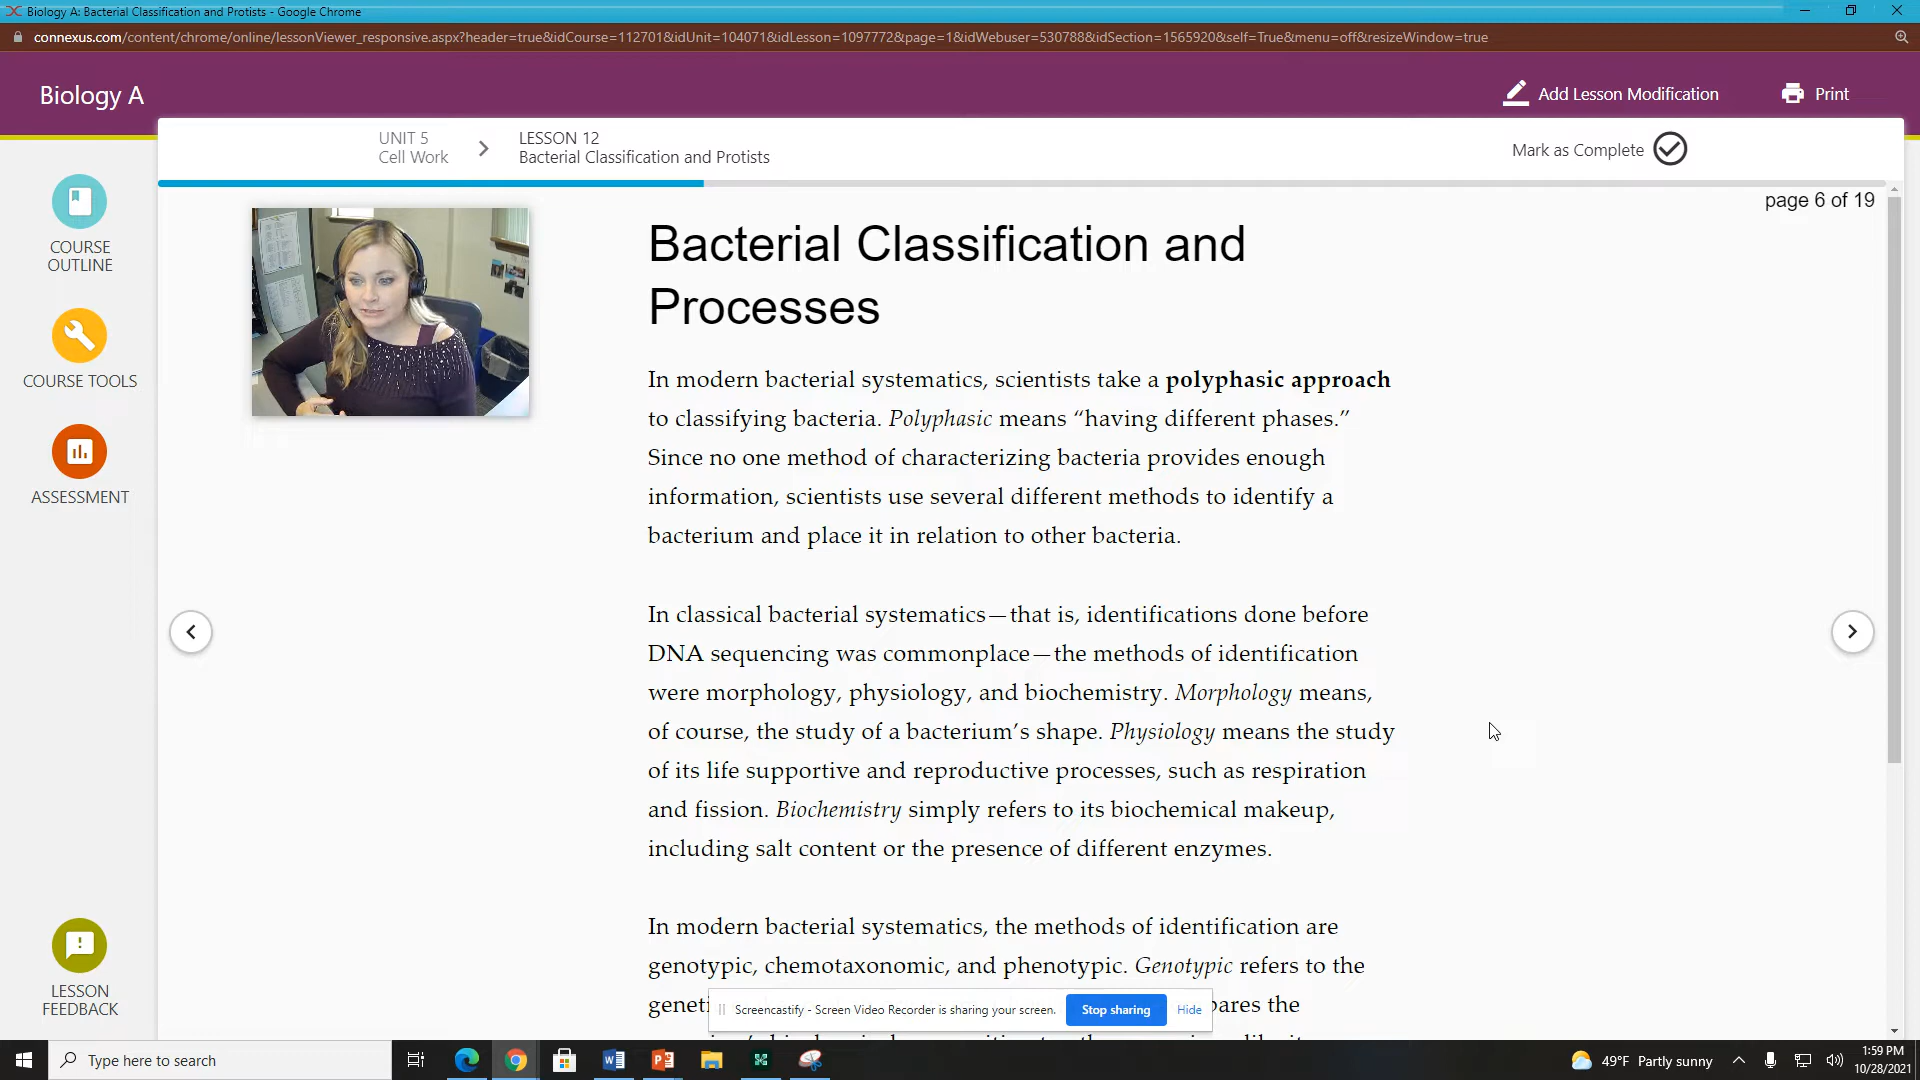 Biology A: Bacterial Classification and Protists - Google Chrome
connexus.com/content/chrome/online/lessonViewer_responsive.aspx?header=true&idCourse=112701&idUnit=104071&idLesson=1097772&page=1&idWebuser=530788&idSection=1565920&self=True&menu=off&resizeWindow=true
Biology A
Add Lesson Modification
Print
UNIT 5
Cell Work
LESSON 12
Bacterial Classification and Protists
Mark as Complete
page 6 of 19
COURSE
OUTLINE
COURSE TOOLS
ASSESSMENT
LESSON
FEEDBACK
Bacterial Classification and
Processes
In modern bacterial systematics, scientists take a polyphasic approach
to classifying bacteria. Polyphasic means “having different phases.”
Since no one method of characterizing bacteria provides enough
information, scientists use several different methods to identify a
bacterium and place it in relation to other bacteria.
In classical bacterial systematics—that is, identifications done before
DNA sequencing was commonplace—the methods of identification
were morphology, physiology, and biochemistry. Morphology means,
of course, the study of a bacterium’s shape. Physiology means the study
of its life supportive and reproductive processes, such as respiration
and fission. Biochemistry simply refers to its biochemical makeup,
including salt content or the presence of different enzymes.
In modern bacterial systematics, the methods of identification are
genotypic, chemotaxonomic, and phenotypic. Genotypic refers to the
the
Screencastify - Screen Video Recorder is sharing your screen.
Stop sharing
Hide
Type here to search
49°F Partly sunny
1:59 PM
10/28/2021